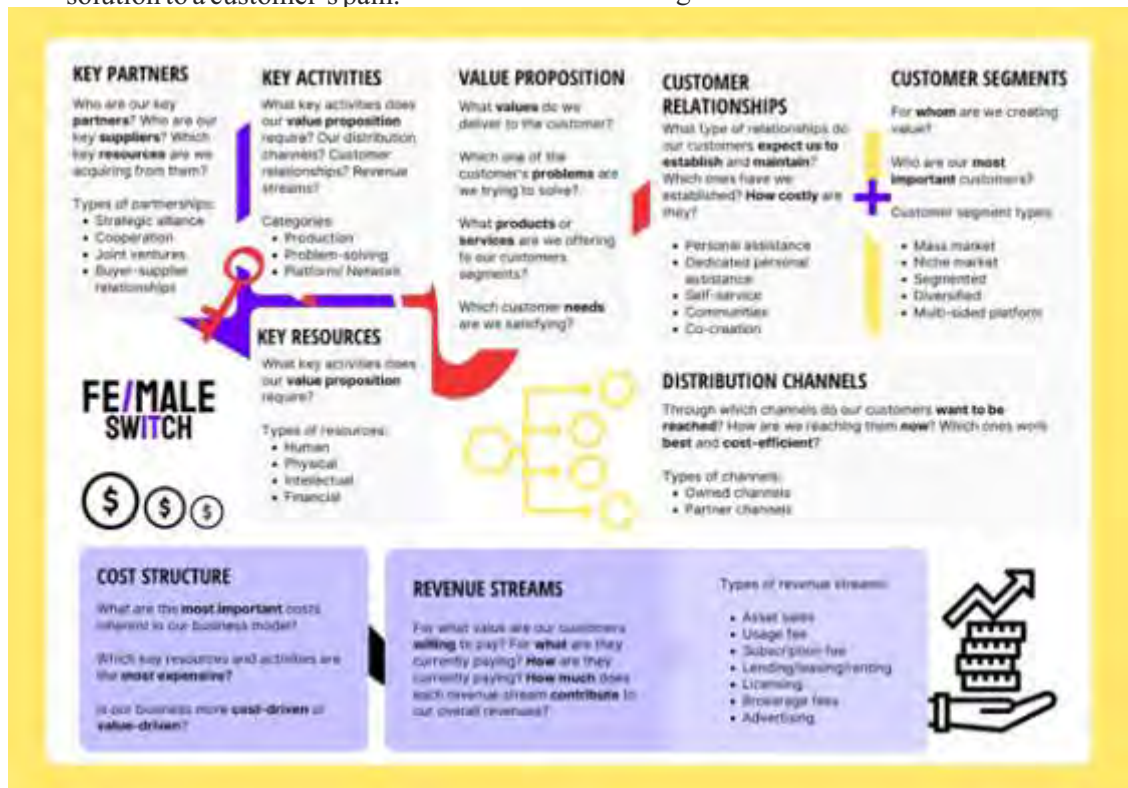 solution to a customer's pain.
KEY PARTNERS
Who are our key
partners? Who are our
key suppliers? Which
key resources are we
acquiring from them?
Types of partnerships:
• Strategic alliance
• Cooperation
• Joint ventures
• Buyer-supplier
relationships
KEY ACTIVITIES
What key activities does
our value proposition
require? Our distribution
channels? Customer
relationships? Revenue
streams?
Categories
• Production
• Problem-solving
• Platform/ Network
KEY RESOURCES
What key activities does
our value proposition
require?
Types of resources:
• Human
• Physical
• Intellectual
• Financial
VALUE PROPOSITION
What values do we
deliver to the customer?
Which one of the
customer's problems are
we trying to solve?
What products or
services are we offering
to our customers
segments?
Which customer needs
are we satisfying?
CUSTOMER
RELATIONSHIPS
What type of relationships do
our customers expect us to
establish and maintain?
Which ones have we
established? How costly are
they?
• Personal assistance
• Dedicated personal
assistance
• Self-service
• Communities
• Co-creation
CUSTOMER SEGMENTS
For whom are we creating
value?
Who are our most
important customers?
Customer segment types
• Mass market
• Niche market
• Segmented
• Diversified
• Multi-sided platform
DISTRIBUTION CHANNELS
Through which channels do our customers want to be
reached? How are we reaching them now? Which ones work
best and cost-efficient?
Types of channels:
• Owned channels
• Partner channels
FE/MALE
SWITCH
$ $ $
COST STRUCTURE
What are the most important costs
inherent in our business model?
Which key resources and activities are
the most expensive?
Is our business more cost-driven or
value-driven?
REVENUE STREAMS
For what value are our customers
willing to pay? For what are they
currently paying? How are they
currently paying? How much does
each revenue stream contribute to
our overall revenues?
Types of revenue streams:
• Asset sales
• Usage fee
• Subscription fee
• Lending/leasing/renting
• Licensing
• Brokerage fees
• Advertising